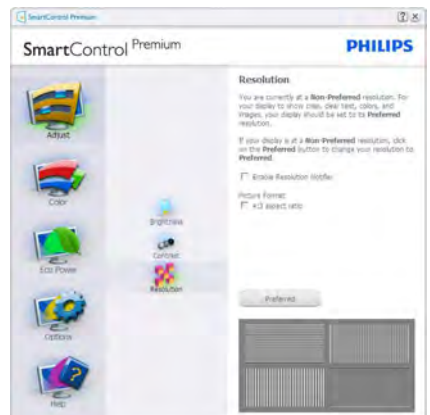 SmartControl Premium
SmartControl Premium
PHILIPS
Adjust
Color
Eco Power
Options
Help
Brightness
Contrast
Resolution
Resolution
You are currently at a Non-Preferred resolution. For
your display to show crisp, clear text, colors, and
images, your display should be set to its Preferred
resolution.
If your display is at a Non-Preferred resolution, click
on the Preferred button to change your resolution to
Preferred.
Enable Resolution Notifier
Picture Format
4:3 aspect ratio
Preferred